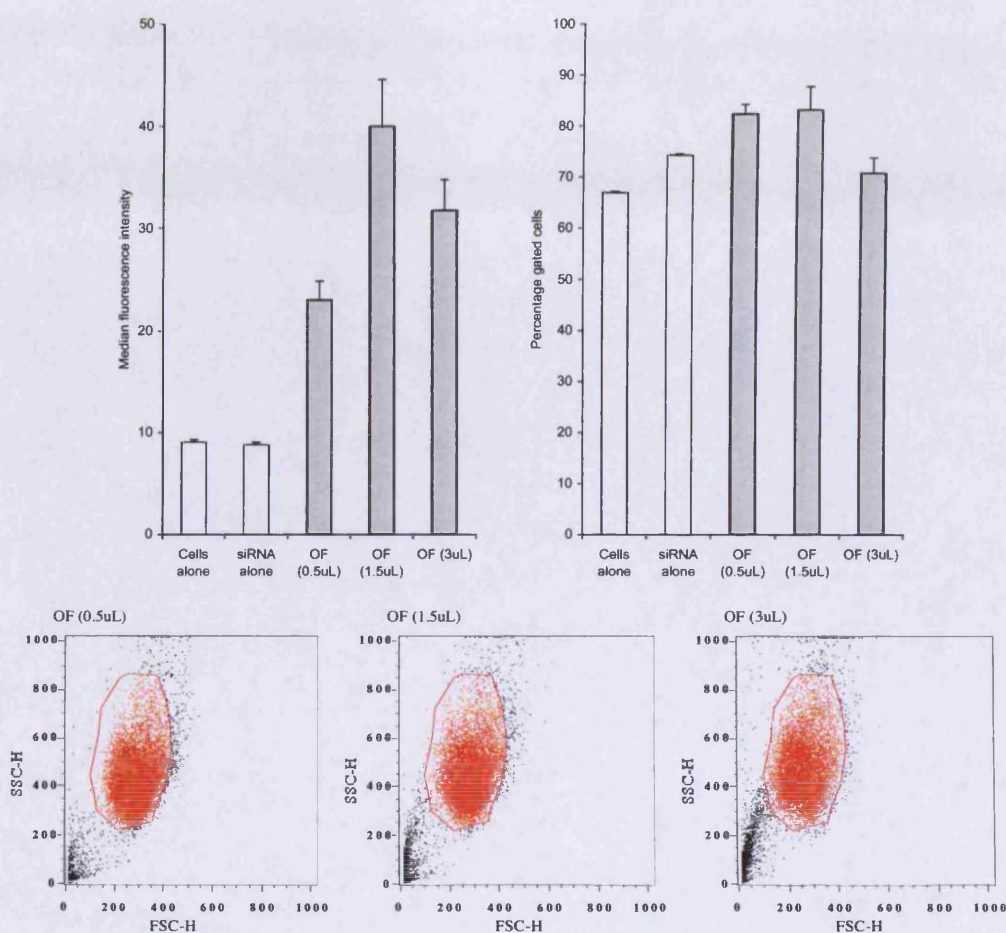 50
40
30
20
10
0
Median fluorescence intensity
Cells alone
siRNA alone
OF (0.5uL)
OF (1.5uL)
OF (3uL)
100
90
80
70
60
50
40
30
20
10
0
Percentage gated cells
Cells alone
siRNA alone
OF (0.5uL)
OF (1.5uL)
OF (3uL)
OF (0.5uL)
1000
800
600
400
200
0
SSC-H
0 200 400 600 800 1000
FSC-H
OF (1.5uL)
1000
800
600
400
200
0
SSC-H
0 200 400 600 800 1000
FSC-H
OF (3uL)
1000
800
600
400
200
0
SSC-H
0 200 400 600 800 1000
FSC-H